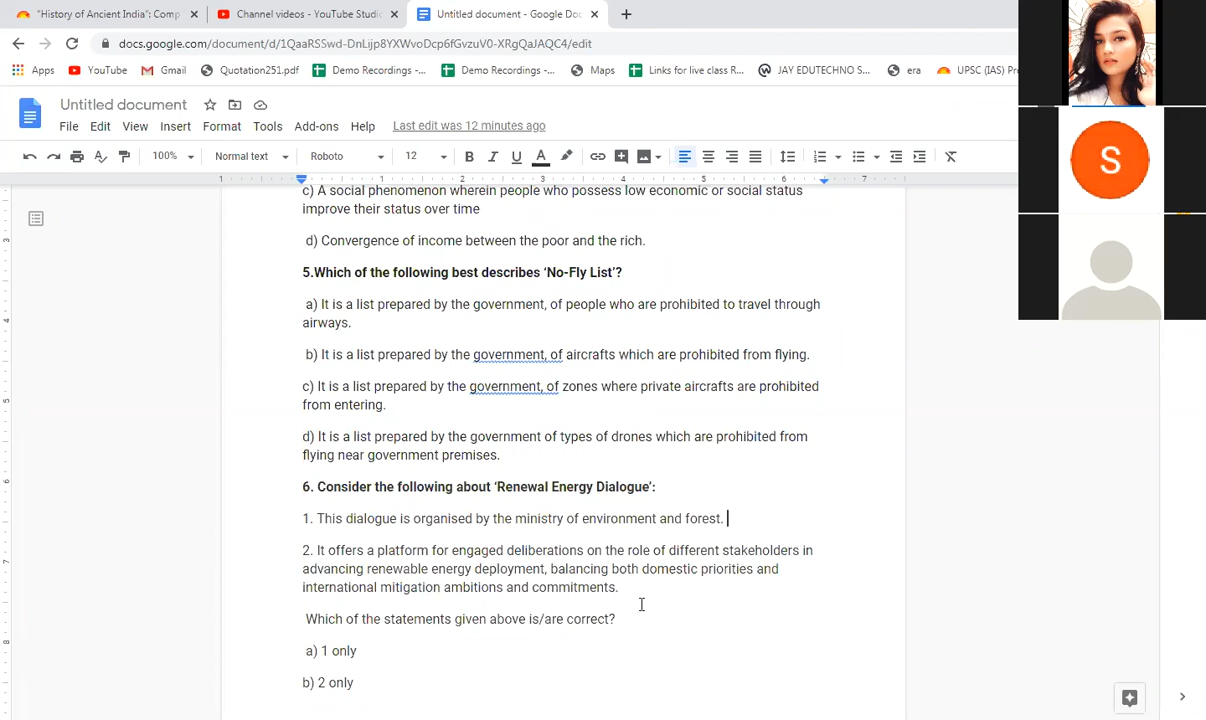 "History of Ancient India": Comp
Channel videos - YouTube Studio
Untitled document - Google Doc
docs.google.com/document/d/1QaaRSSwd-DnLijp8YXWvoOcp6fGvzuV0-XRgQaJAQC4/edit
Apps
YouTube
Gmail
Quotation251.pdf
Demo Recordings -...
Demo Recordings -...
Maps
Links for live class R...
JAY EDUTECHNO S...
era
UPSC (IAS) Pr
Untitled document
File Edit View Insert Format Tools Add-ons Help Last edit was 12 minutes ago
100% Normal text Roboto 12 B I U A
1 1 2 3 4 5 6 7
c) A social phenomenon wherein people who possess low economic or social status
improve their status over time
d) Convergence of income between the poor and the rich.
5.Which of the following best describes ‘No-Fly List’?
a) It is a list prepared by the government, of people who are prohibited to travel through
airways.
b) It is a list prepared by the government, of aircrafts which are prohibited from flying.
c) It is a list prepared by the government, of zones where private aircrafts are prohibited
from entering.
d) It is a list prepared by the government of types of drones which are prohibited from
flying near government premises.
6. Consider the following about ‘Renewal Energy Dialogue’:
1. This dialogue is organised by the ministry of environment and forest.
2. It offers a platform for engaged deliberations on the role of different stakeholders in
advancing renewable energy deployment, balancing both domestic priorities and
international mitigation ambitions and commitments.
Which of the statements given above is/are correct?
a) 1 only
b) 2 only
S